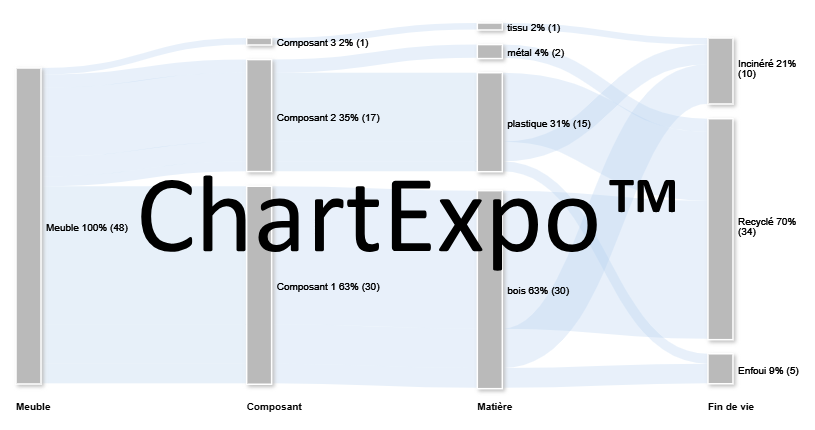 tissu 2% (1)
Composant 3 2% (1)
métal 4% (2)
Incinéré 21%
(10)
Composant 2 35% (17)
plastique 31% (15)
ChartExpo™
Meuble 100% (48)
Recyclé 70%
(34)
Composant 1 63% (30)
bois 63% (30)
Enfoui 9% (5)
Meuble
Composant
Matière
Fin de vie